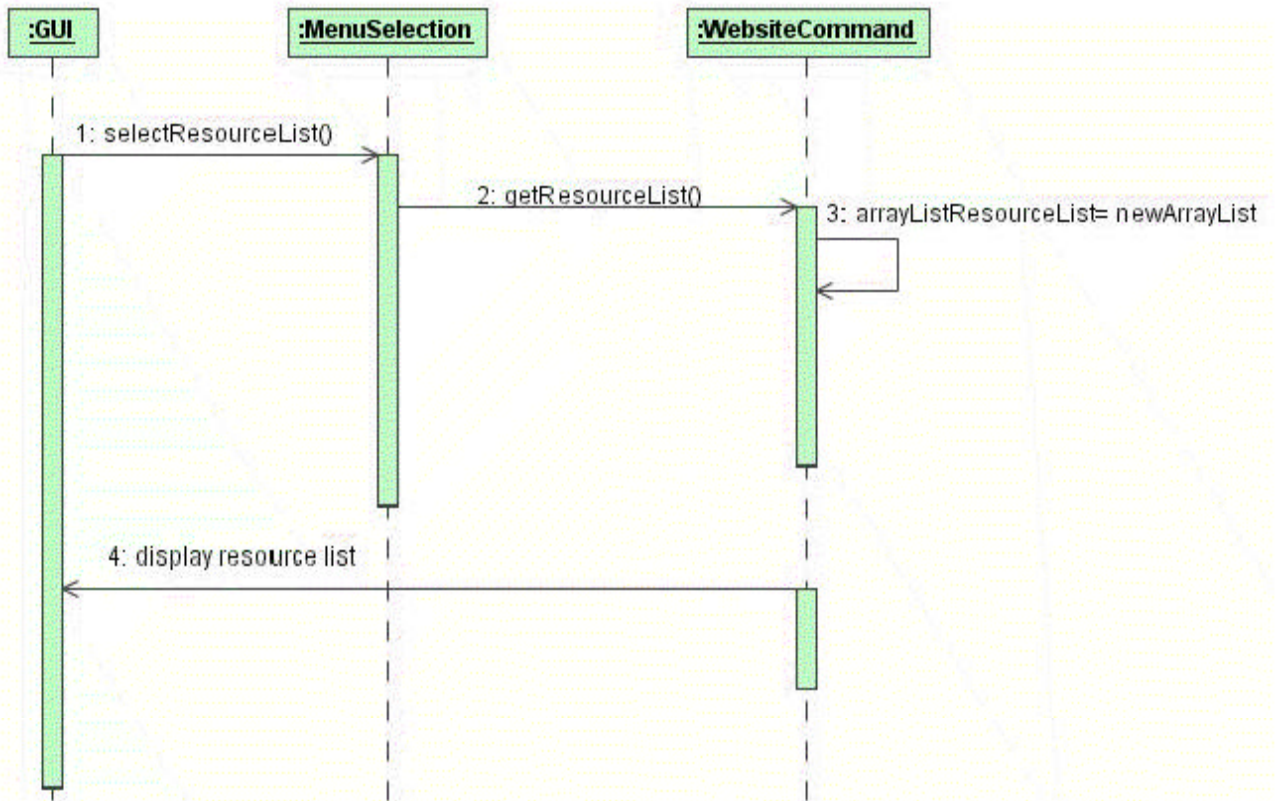 :GUI
:MenuSelection
:WebsiteCommand
1: selectResourceList()
2: getResourceList()
3: arrayListResourceList= newArrayList
4: display resource list